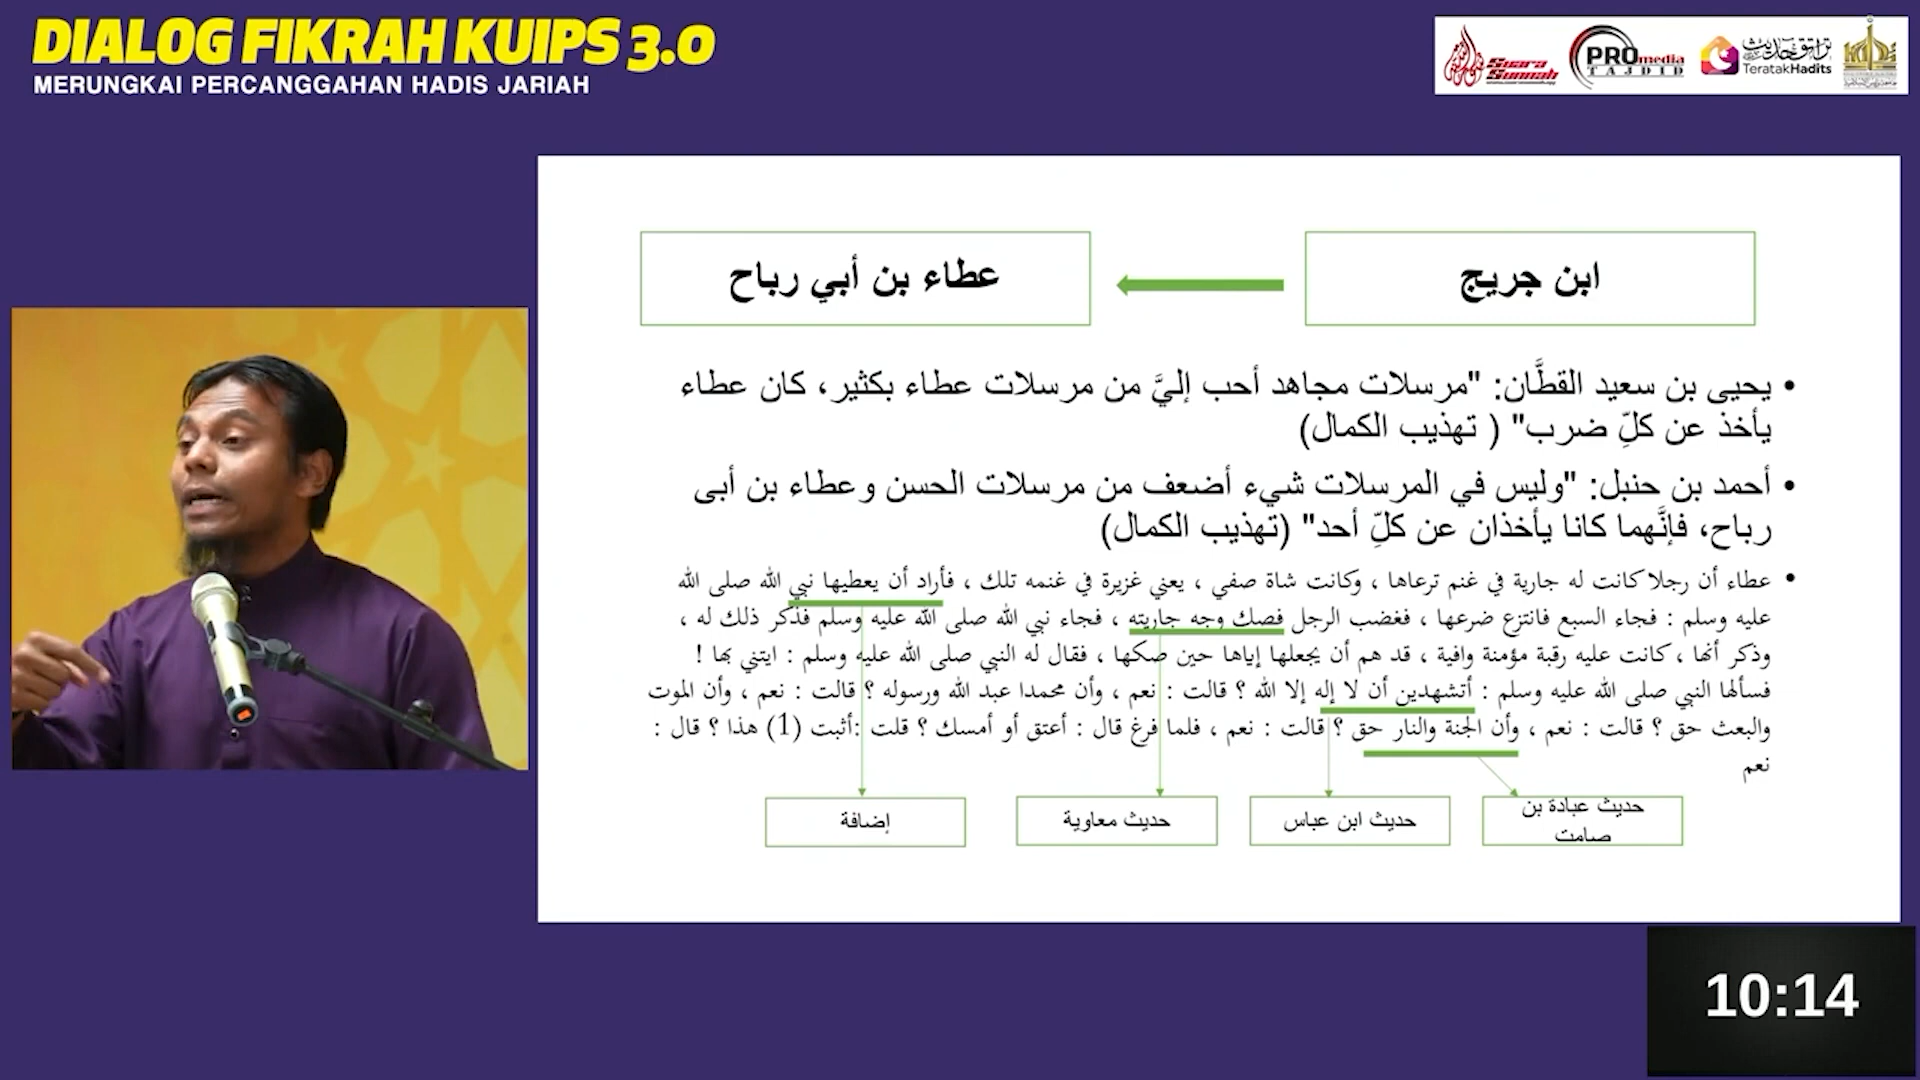 DIALOG FIKRAH KUIPS 3.0
MERUNGKAI PERCANGGAHAN HADIS JARIAH
Suara Sunnah
PROmedia
TAJDID
TeratakHadits
ابن جريج
عطاء بن أبي رباح
• يحيى بن سعيد القطَّان: "مرسلات مجاهد أحب إليَّ من مرسلات عطاء بكثير، كان عطاء
يأخذ عن كلِّ ضرب" ( تهذيب الكمال)
• أحمد بن حنبل: "وليس في المرسلات شيء أضعف من مرسلات الحسن وعطاء بن أبى
رباح، فإنَّهما كانا يأخذان عن كلِّ أحد" (تهذيب الكمال)
• عطاء أن رجلا كانت له جارية في غنم ترعاها ، وكانت شاة صفي ، يعني غزيرة في غنمه تلك ، فأراد أن يعطيها نبي الله صلى الله
عليه وسلم : فجاء السبع فانتزع ضرعها ، فغضب الرجل فصك وجه جاريته ، فجاء نبي الله صلى الله عليه وسلم فذكر ذلك له ،
وذكر أنها ، كانت عليه رقبة مؤمنة وافية ، قد هم أن يجعلها إياها حين صكها ، فقال له النبي صلى الله عليه وسلم : ايتني بها !
فسألها النبي صلى الله عليه وسلم : أتشهدين أن لا إله إلا الله ؟ قالت : نعم ، وأن محمدا عبد الله ورسوله ؟ قالت : نعم ، وأن الموت
والبعث حق ؟ قالت : نعم ، وأن الجنة والنار حق ؟ قالت : نعم ، فلما فرغ قال : أعتق أو أمسك ؟ قلت :أثبت (1) هذا ؟ قال :
نعم
حديث عبادة بن
صامت
حديث ابن عباس
حديث معاوية
إضافة
10:14